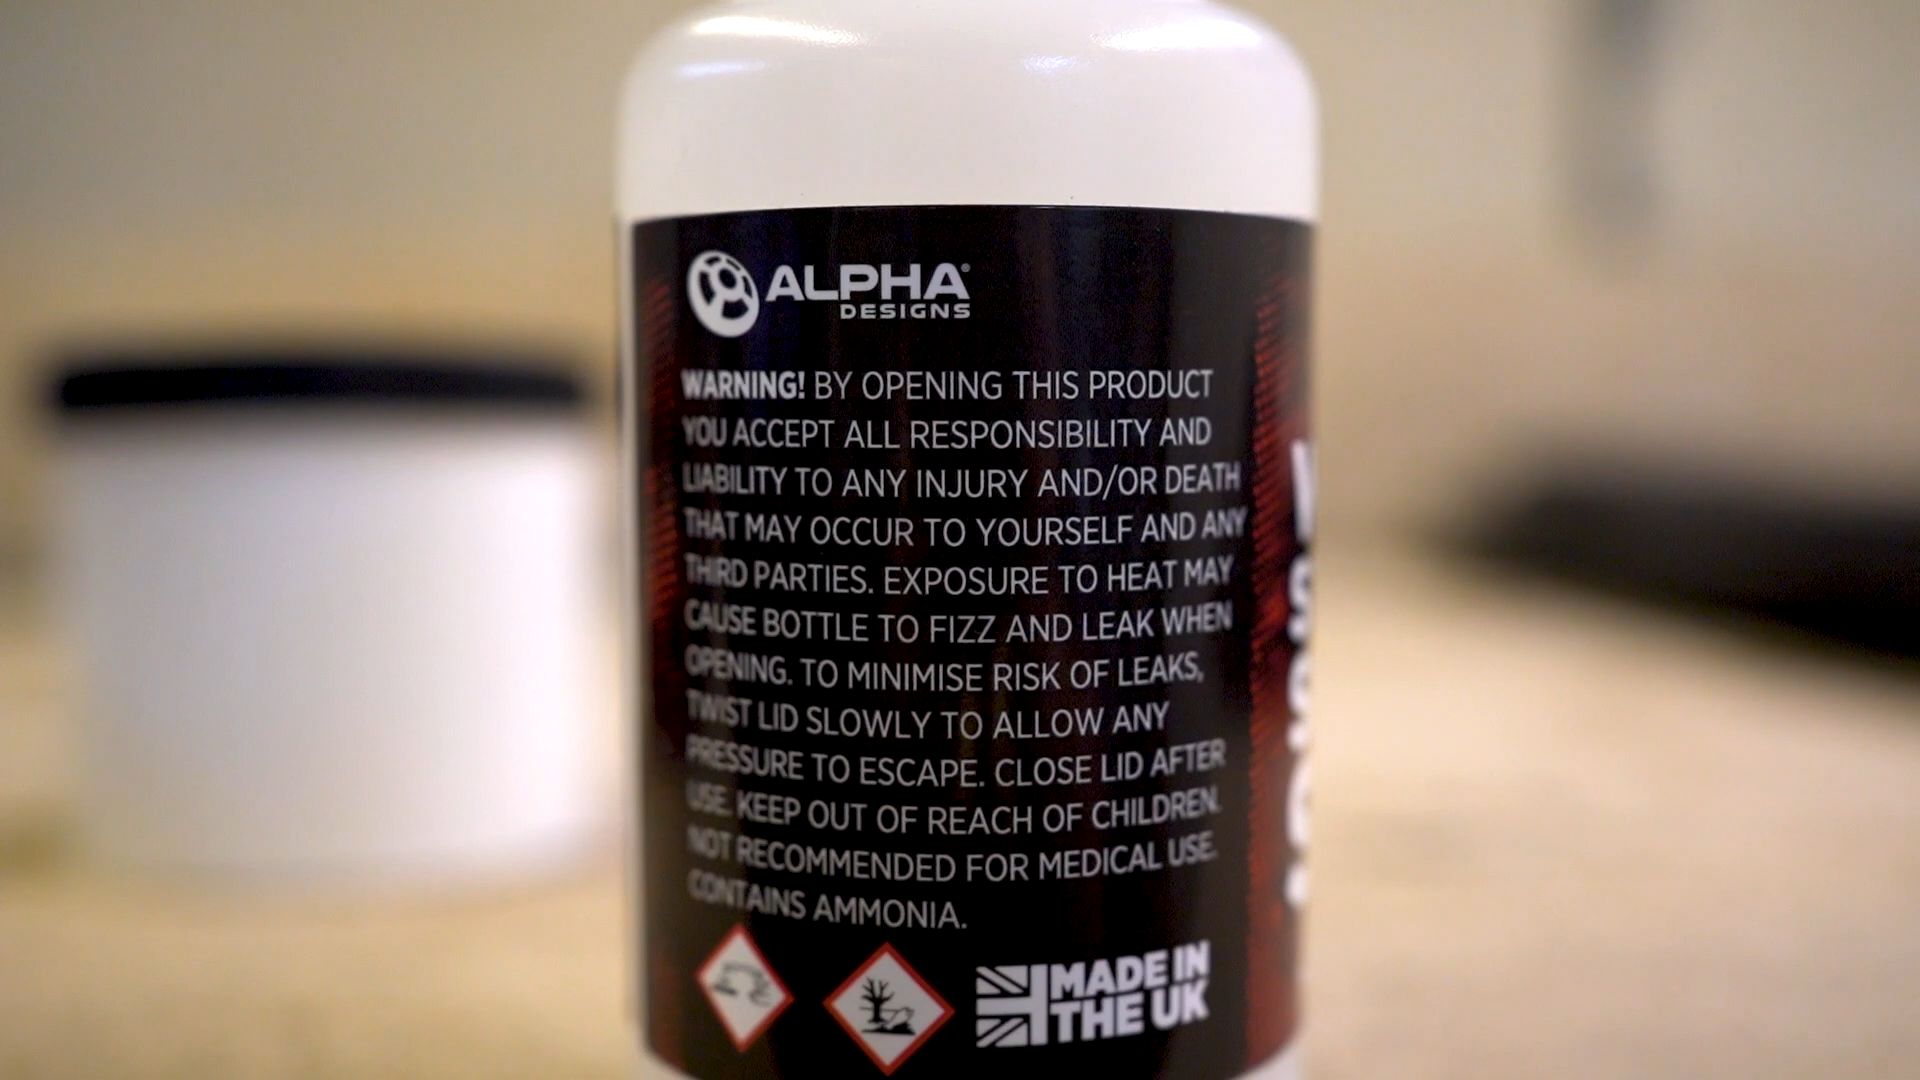 ALPHA®
DESIGNS
WARNING! BY OPENING THIS PRODUCT
YOU ACCEPT ALL RESPONSIBILITY AND
LIABILITY TO ANY INJURY AND/OR DEATH
THAT MAY OCCUR TO YOURSELF AND ANY
THIRD PARTIES. EXPOSURE TO HEAT MAY
CAUSE BOTTLE TO FIZZ AND LEAK WHEN
OPENING. TO MINIMISE RISK OF LEAKS,
TWIST LID SLOWLY TO ALLOW ANY
PRESSURE TO ESCAPE. CLOSE LID AFTER
USE. KEEP OUT OF REACH OF CHILDREN.
NOT RECOMMENDED FOR MEDICAL USE.
CONTAINS AMMONIA.
MADE IN
THE UK